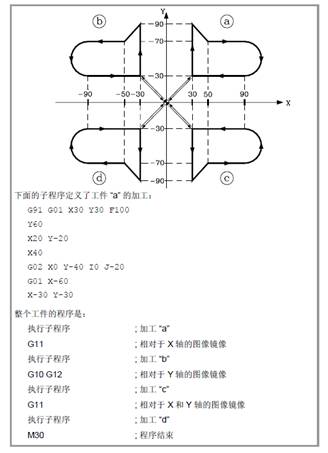 Y
ⓑ
90
ⓐ
70
30
-90
-50
-30
30
50
90
X
-30
-70
ⓓ
ⓒ
-90
下面的子程序定义了工件 "a" 的加工：
G91 G01 X30 Y30 F100
Y60
X20 Y-20
X40
G02 X0 Y-40 I0 J-20
G01 X-60
X-30 Y-30
整个工件的程序是：
执行子程序 ; 加工 "a"
G11 ; 相对于 X 轴的图像镜像
执行子程序 ; 加工 "b"
G10 G12 ; 相对于 Y 轴的图像镜像
执行子程序 ; 加工 "c"
G11 ; 相对于 X 和 Y 轴的图像镜像
执行子程序 ; 加工 "d"
M30 ; 程序结束